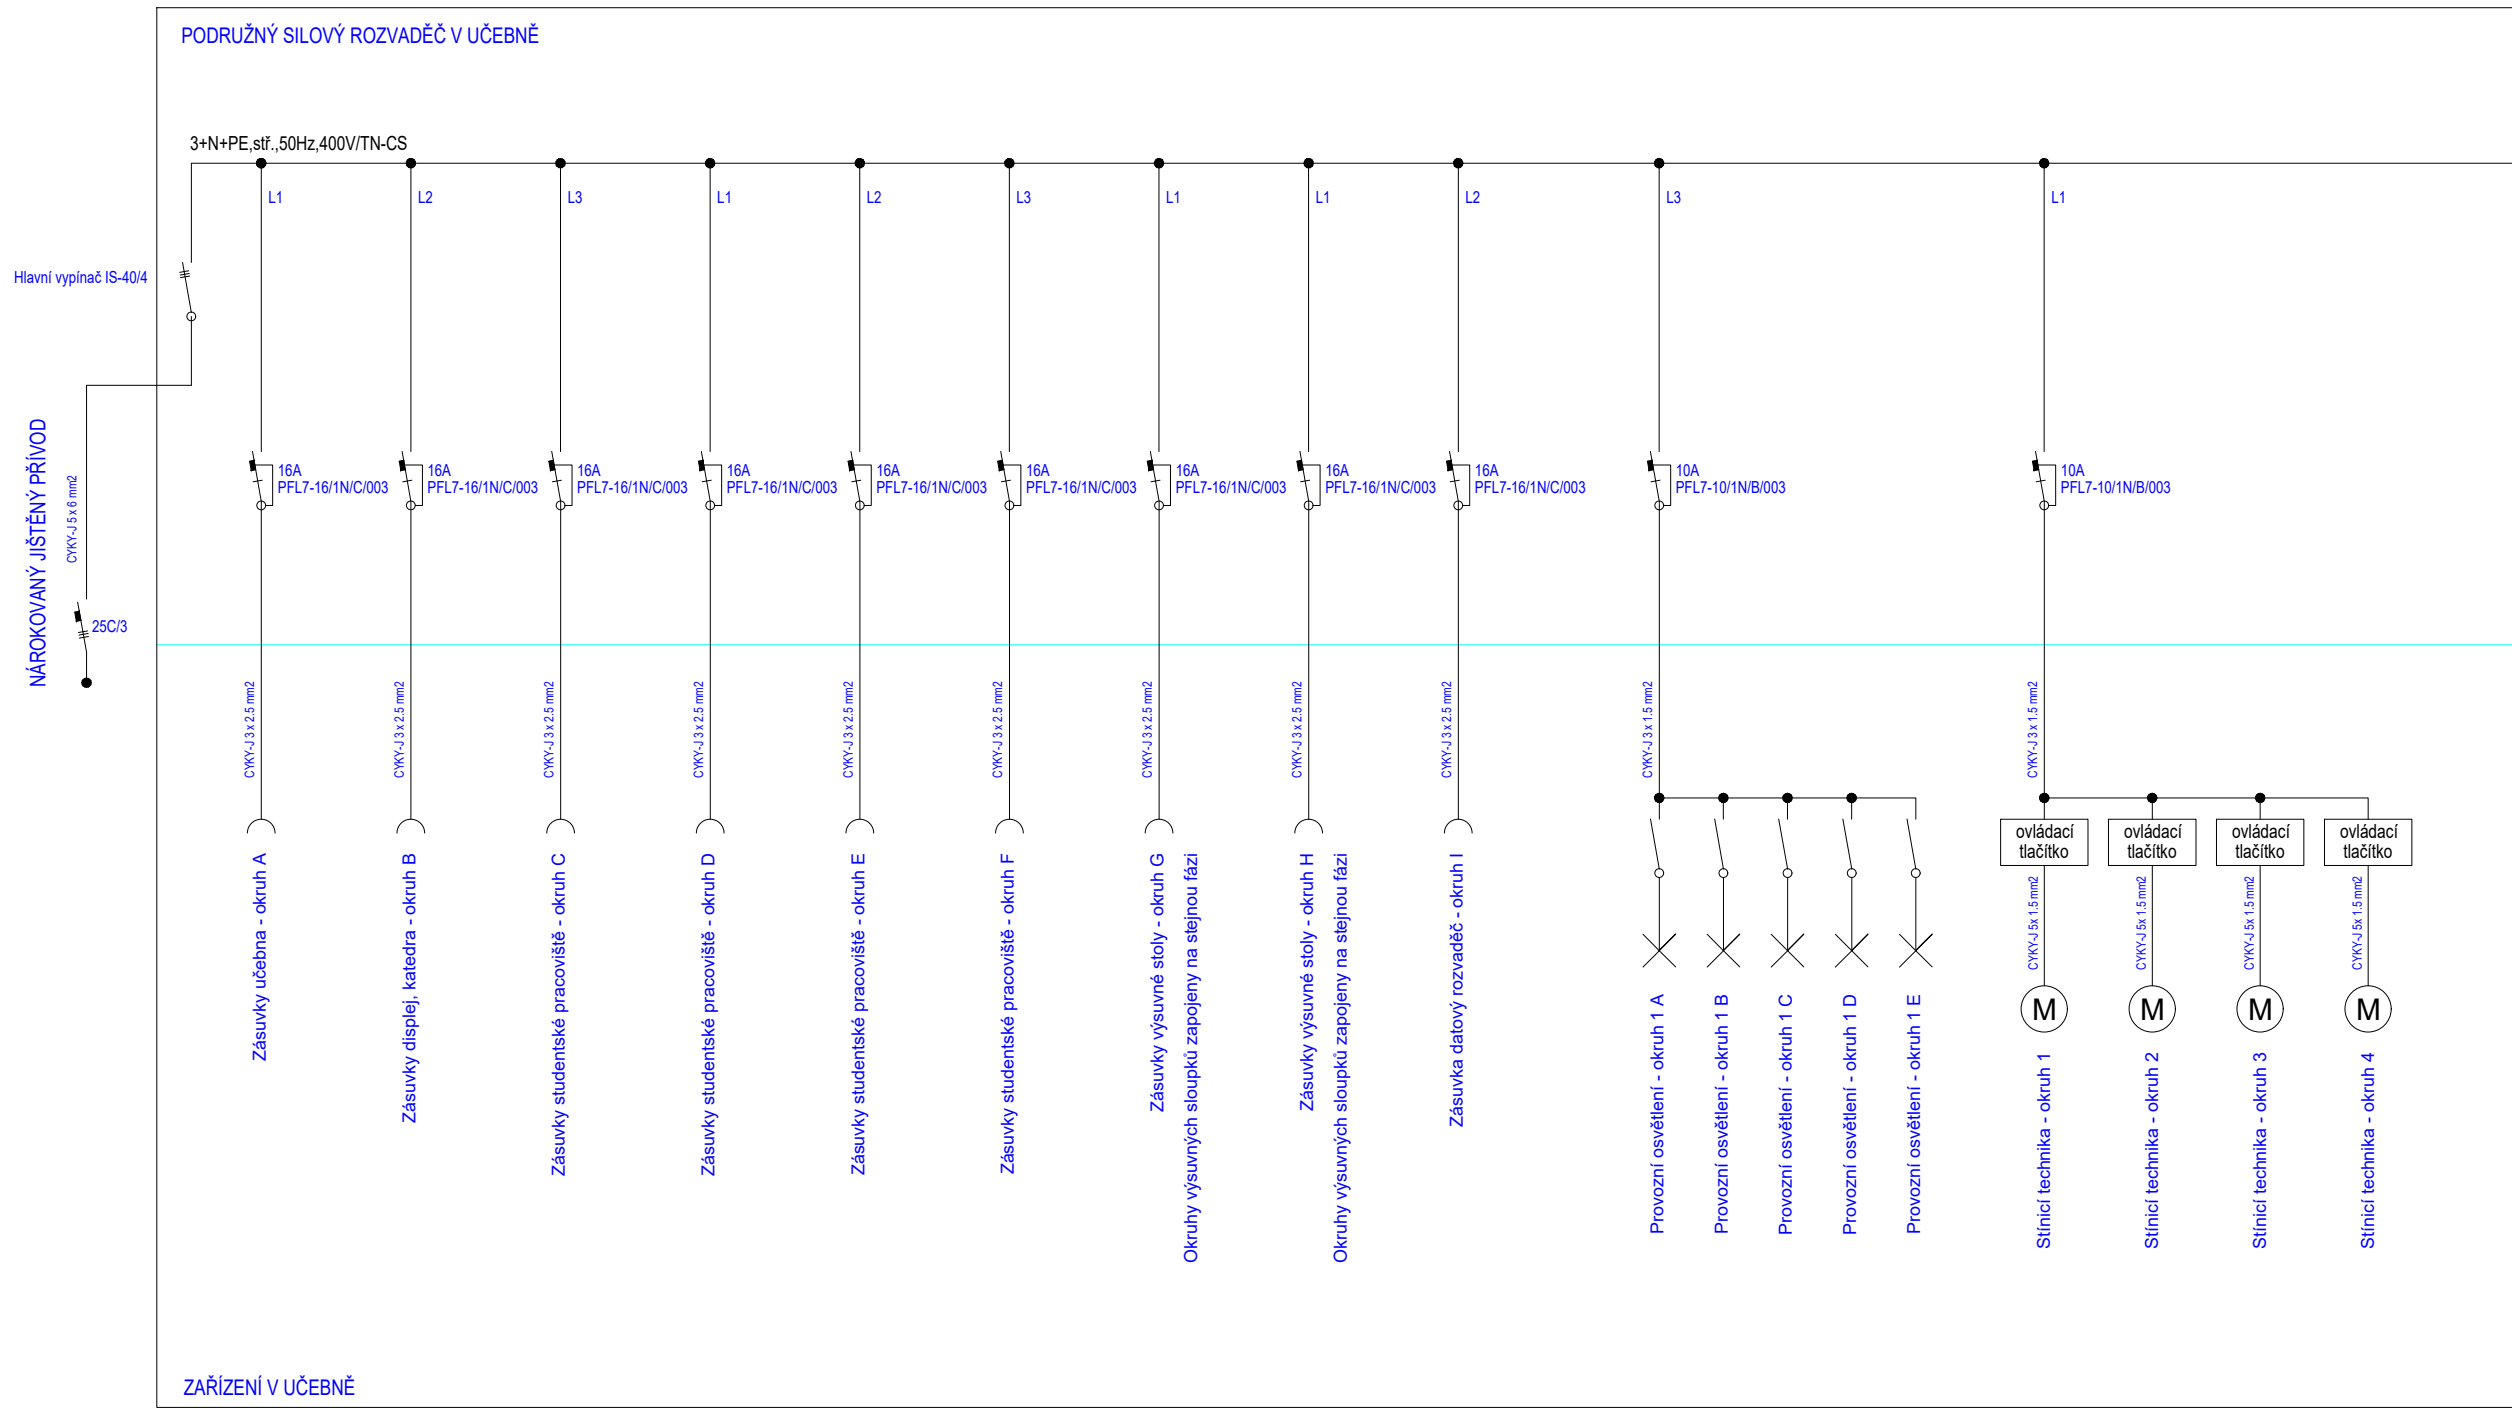 PODRUŽNÝ SILOVÝ ROZVADĚČ V UČEBNĚ
3+N+PE,stř.,50Hz,400V/TN-CS
L1
L2
L3
L1
L2
L3
L1
L1
L2
L3
L1
Hlavní vypínač IS-40/4
NÁROKOVANÝ JIŠTĚNÝ PŘÍVOD
CYKY-J 5 x 6 mm2
25C/3
16A
PFL7-16/1N/C/003
16A
PFL7-16/1N/C/003
16A
PFL7-16/1N/C/003
16A
PFL7-16/1N/C/003
16A
PFL7-16/1N/C/003
16A
PFL7-16/1N/C/003
16A
PFL7-16/1N/C/003
16A
PFL7-16/1N/C/003
16A
PFL7-16/1N/C/003
10A
PFL7-10/1N/B/003
10A
PFL7-10/1N/B/003
CYKY-J 3 x 2.5 mm2
CYKY-J 3 x 2.5 mm2
CYKY-J 3 x 2.5 mm2
CYKY-J 3 x 2.5 mm2
CYKY-J 3 x 2.5 mm2
CYKY-J 3 x 2.5 mm2
CYKY-J 3 x 2.5 mm2
CYKY-J 3 x 2.5 mm2
CYKY-J 3 x 2.5 mm2
CYKY-J 3 x 1.5 mm2
CYKY-J 3 x 1.5 mm2
ovládací
tlačítko
ovládací
tlačítko
ovládací
tlačítko
ovládací
tlačítko
CYKY-J 5x 1.5 mm2
CYKY-J 5x 1.5 mm2
CYKY-J 5x 1.5 mm2
CYKY-J 5x 1.5 mm2
M
M
M
M
Zásuvky učebna - okruh A
Zásuvky displej, katedra - okruh B
Zásuvky studentské pracoviště - okruh C
Zásuvky studentské pracoviště - okruh D
Zásuvky studentské pracoviště - okruh E
Zásuvky studentské pracoviště - okruh F
Zásuvky výsuvné stoly - okruh G
Okruhy výsuvných sloupků zapojeny na stejnou fázi
Zásuvky výsuvné stoly - okruh H
Okruhy výsuvných sloupků zapojeny na stejnou fázi
Zásuvka datový rozvaděč - okruh I
Provozní osvětlení - okruh 1 A
Provozní osvětlení - okruh 1 B
Provozní osvětlení - okruh 1 C
Provozní osvětlení - okruh 1 D
Provozní osvětlení - okruh 1 E
Stínicí technika - okruh 1
Stínicí technika - okruh 2
Stínicí technika - okruh 3
Stínicí technika - okruh 4
ZAŘÍZENÍ V UČEBNĚ